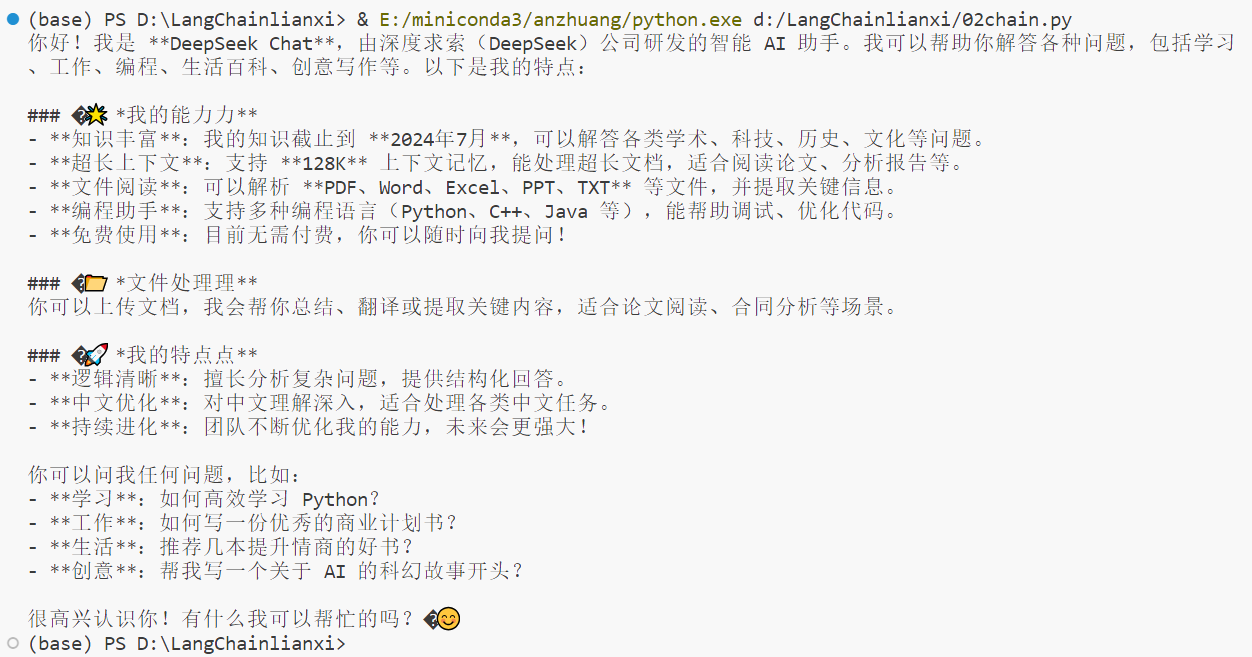 (base) PS D:\LangChainlianxi> & E:/miniconda3/anzhuang/python.exe d:/LangChainlianxi/02chain.py
你好！我是 **DeepSeek Chat**，由深度求索（DeepSeek）公司研发的智能 AI 助手。我可以帮助你解答各种问题，包括学习
、工作、编程、生活百科、创意写作等。以下是我的特点：
### �🌟 *我的能力力**
- **知识丰富**：我的知识截止到 **2024年7月**，可以解答各类学术、科技、历史、文化等问题。
- **超长上下文**：支持 **128K** 上下文记忆，能处理超长文档，适合阅读论文、分析报告等。
- **文件阅读**：可以解析 **PDF、Word、Excel、PPT、TXT** 等文件，并提取关键信息。
- **编程助手**：支持多种编程语言（Python、C++、Java 等），能帮助调试、优化代码。
- **免费使用**：目前无需付费，你可以随时向我提问！
### �📂 *文件处理理**
你可以上传文档，我会帮你总结、翻译或提取关键内容，适合论文阅读、合同分析等场景。
### �🚀 *我的特点点**
- **逻辑清晰**：擅长分析复杂问题，提供结构化回答。
- **中文优化**：对中文理解深入，适合处理各类中文任务。
- **持续进化**：团队不断优化我的能力，未来会更强大！
你可以问我任何问题，比如：
- **学习**：如何高效学习 Python？
- **工作**：如何写一份优秀的商业计划书？
- **生活**：推荐几本提升情商的好书？
- **创意**：帮我写一个关于 AI 的科幻故事开头？
很高兴认识你！有什么我可以帮忙的吗？�😊
(base) PS D:\LangChainlianxi>